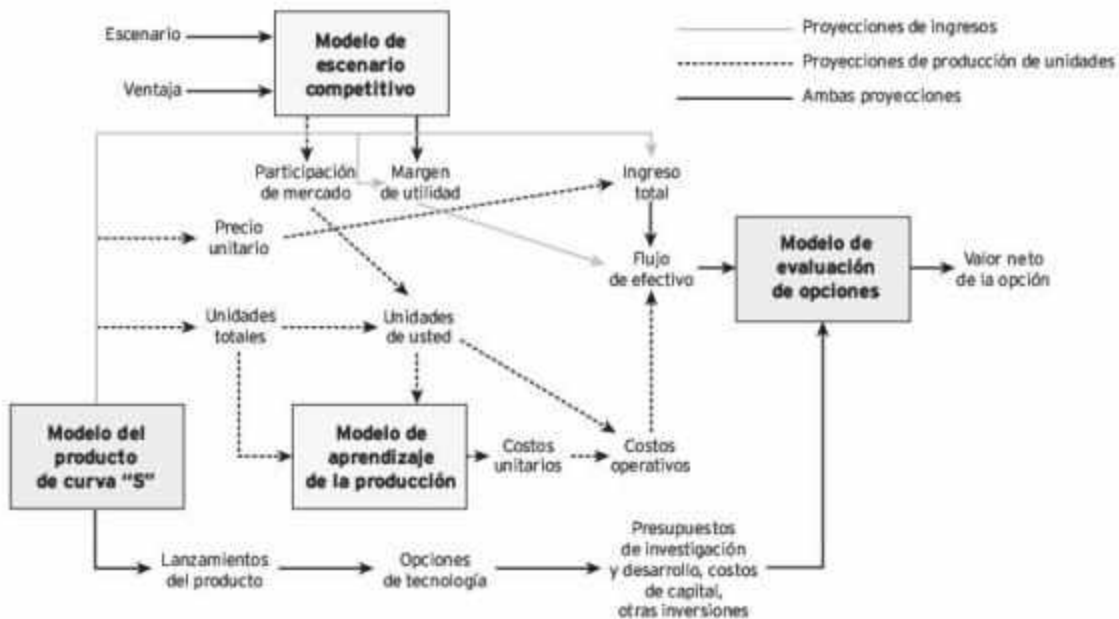 Escenario
Ventaja
Modelo de
escenario
competitivo
Proyecciones de ingresos
Proyecciones de producción de unidades
Ambas proyecciones
Participación
de mercado
Margen
de utilidad
Ingreso
total
Precio
unitario
Flujo
de efectivo
Modelo de
evaluación
de opciones
Valor neto
de la opción
Unidades
totales
Unidades
de usted
Modelo del
producto
de curva "S"
Modelo de
aprendizaje
de la producción
Costos
unitarios
Costos
operativos
Lanzamientos
del producto
Opciones
de tecnología
Presupuestos
de investigación
y desarrollo, costos
de capital,
otras inversiones